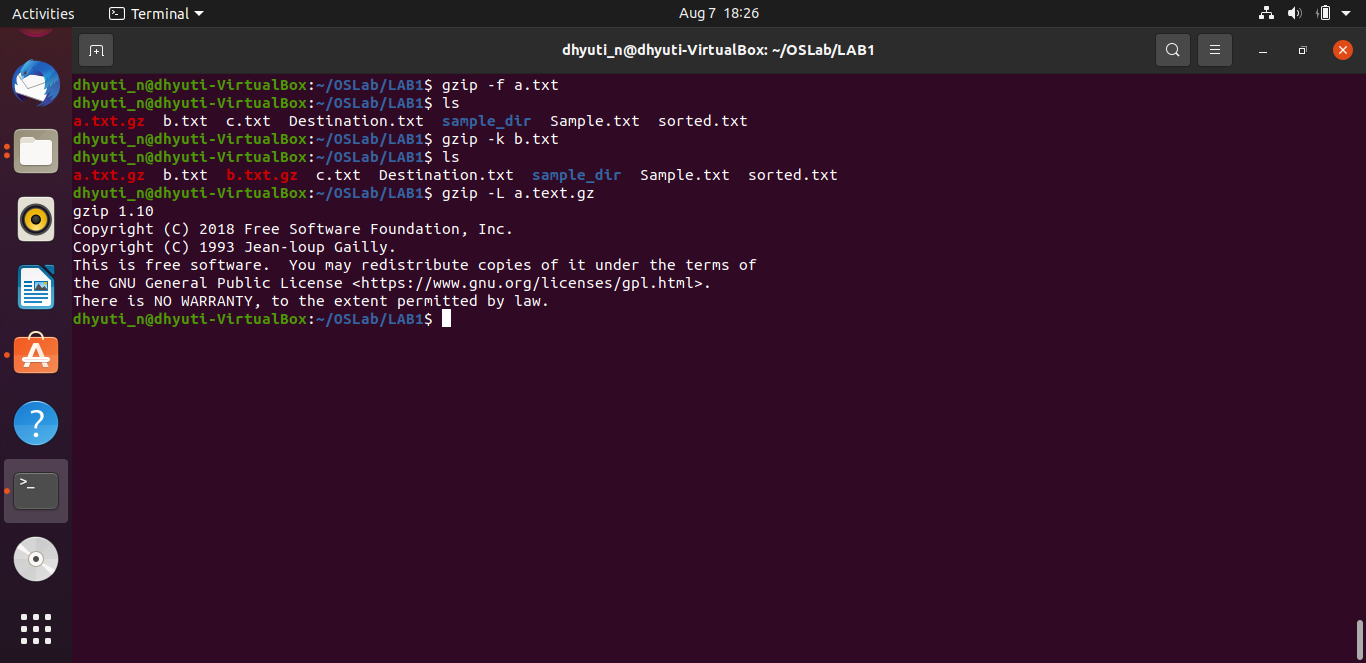 Activities Terminal Aug 7 18:26
dhyuti_n@dhyuti-VirtualBox: ~/OSLab/LAB1
dhyuti_n@dhyuti-VirtualBox:~/OSLab/LAB1$ gzip -f a.txt
dhyuti_n@dhyuti-VirtualBox:~/OSLab/LAB1$ ls
a.txt.gz b.txt c.txt Destination.txt sample_dir Sample.txt sorted.txt
dhyuti_n@dhyuti-VirtualBox:~/OSLab/LAB1$ gzip -k b.txt
dhyuti_n@dhyuti-VirtualBox:~/OSLab/LAB1$ ls
a.txt.gz b.txt b.txt.gz c.txt Destination.txt sample_dir Sample.txt sorted.txt
dhyuti_n@dhyuti-VirtualBox:~/OSLab/LAB1$ gzip -L a.text.gz
gzip 1.10
Copyright (C) 2018 Free Software Foundation, Inc.
Copyright (C) 1993 Jean-loup Gailly.
This is free software.  You may redistribute copies of it under the terms of
the GNU General Public License <https://www.gnu.org/licenses/gpl.html>.
There is NO WARRANTY, to the extent permitted by law.
dhyuti_n@dhyuti-VirtualBox:~/OSLab/LAB1$